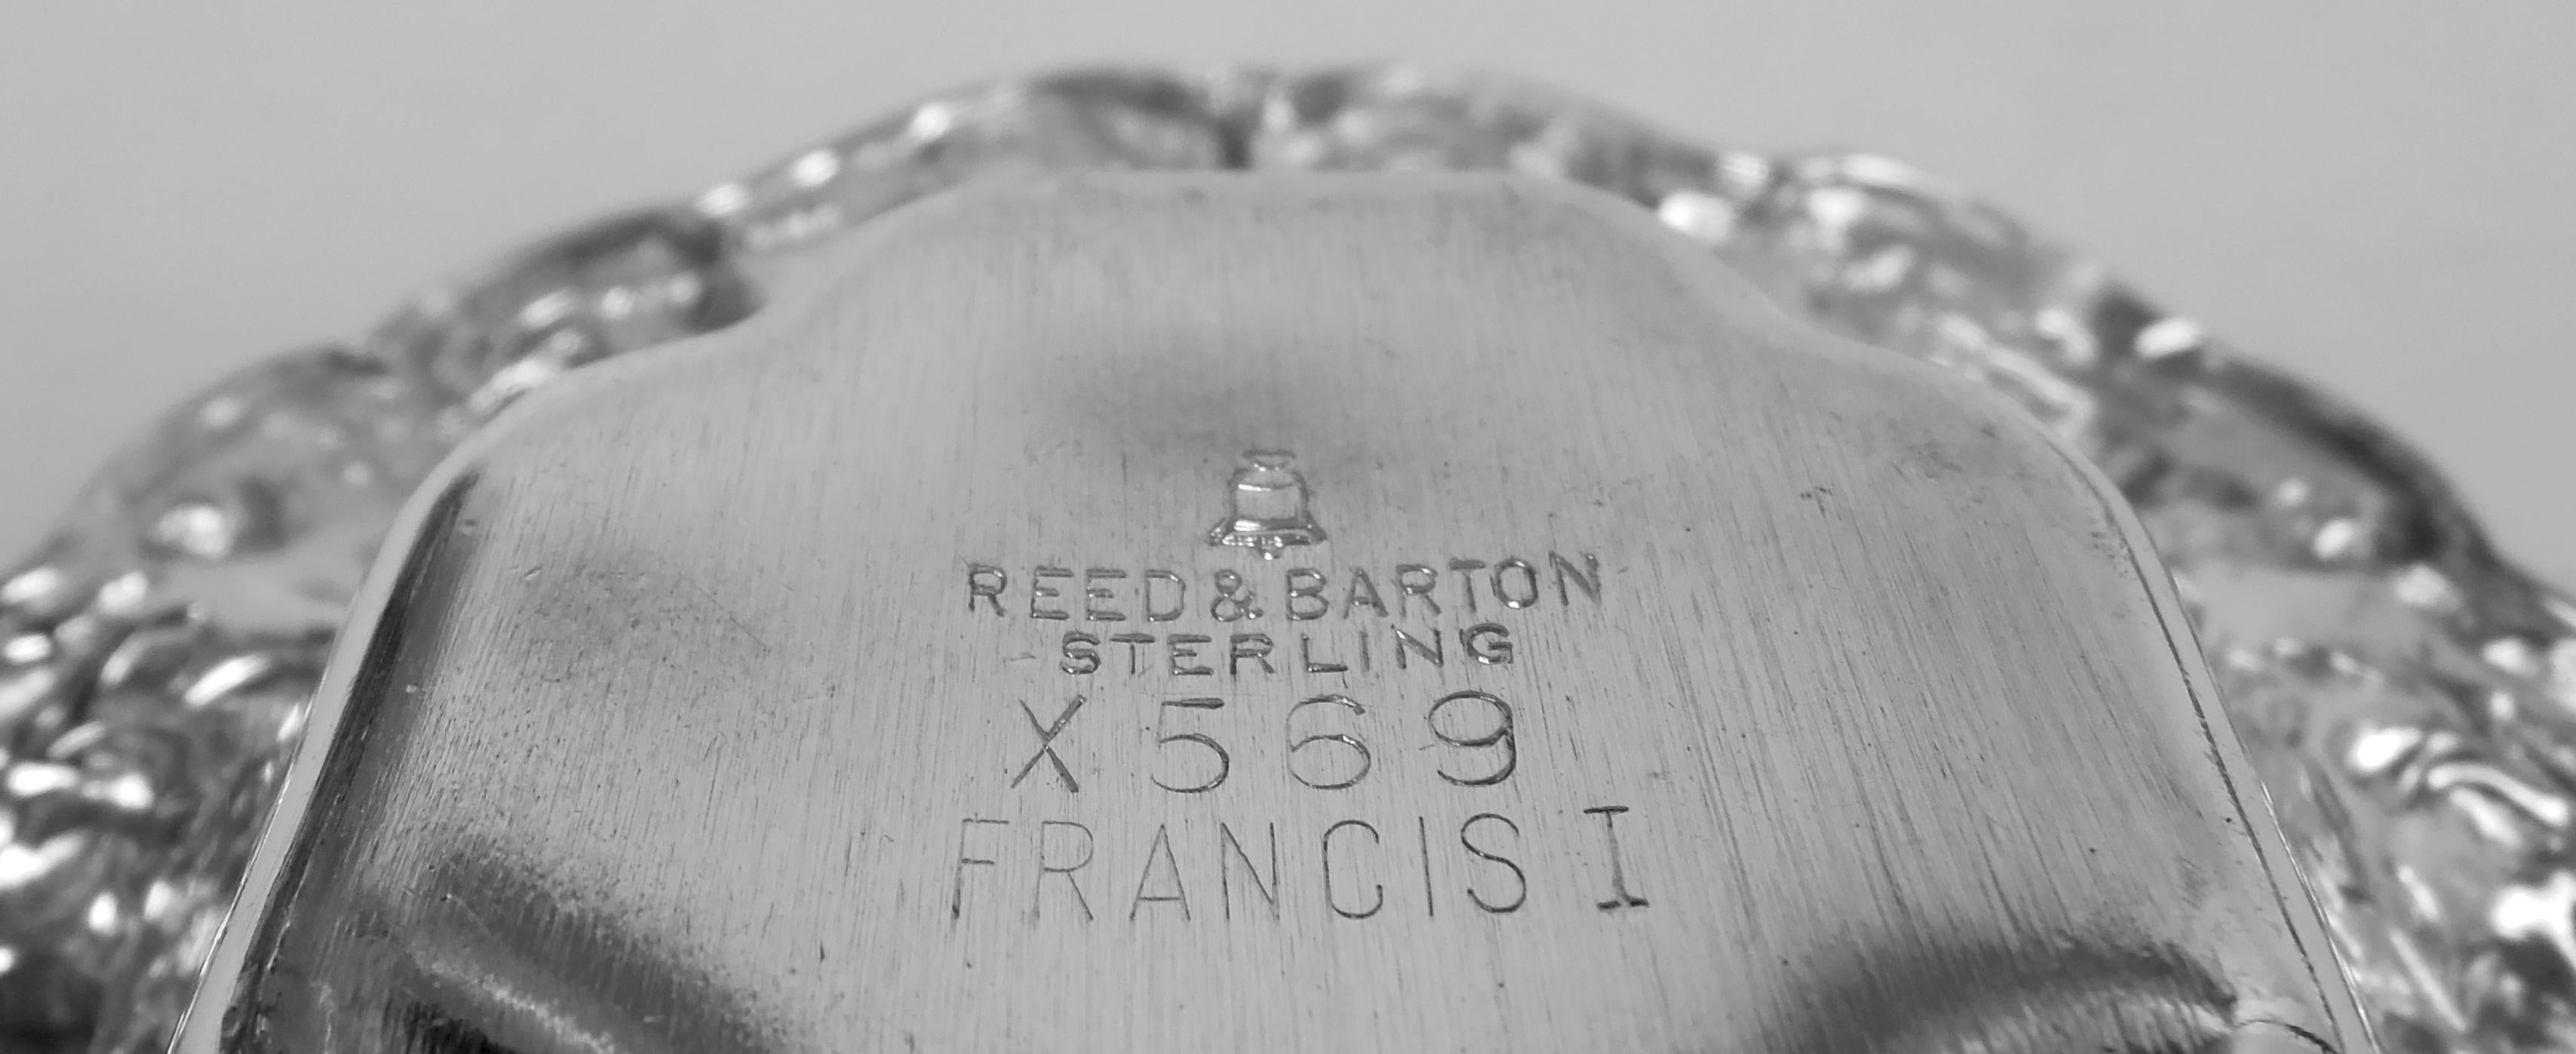 REED & BARTON
STERLING
X569
FRANCIS I